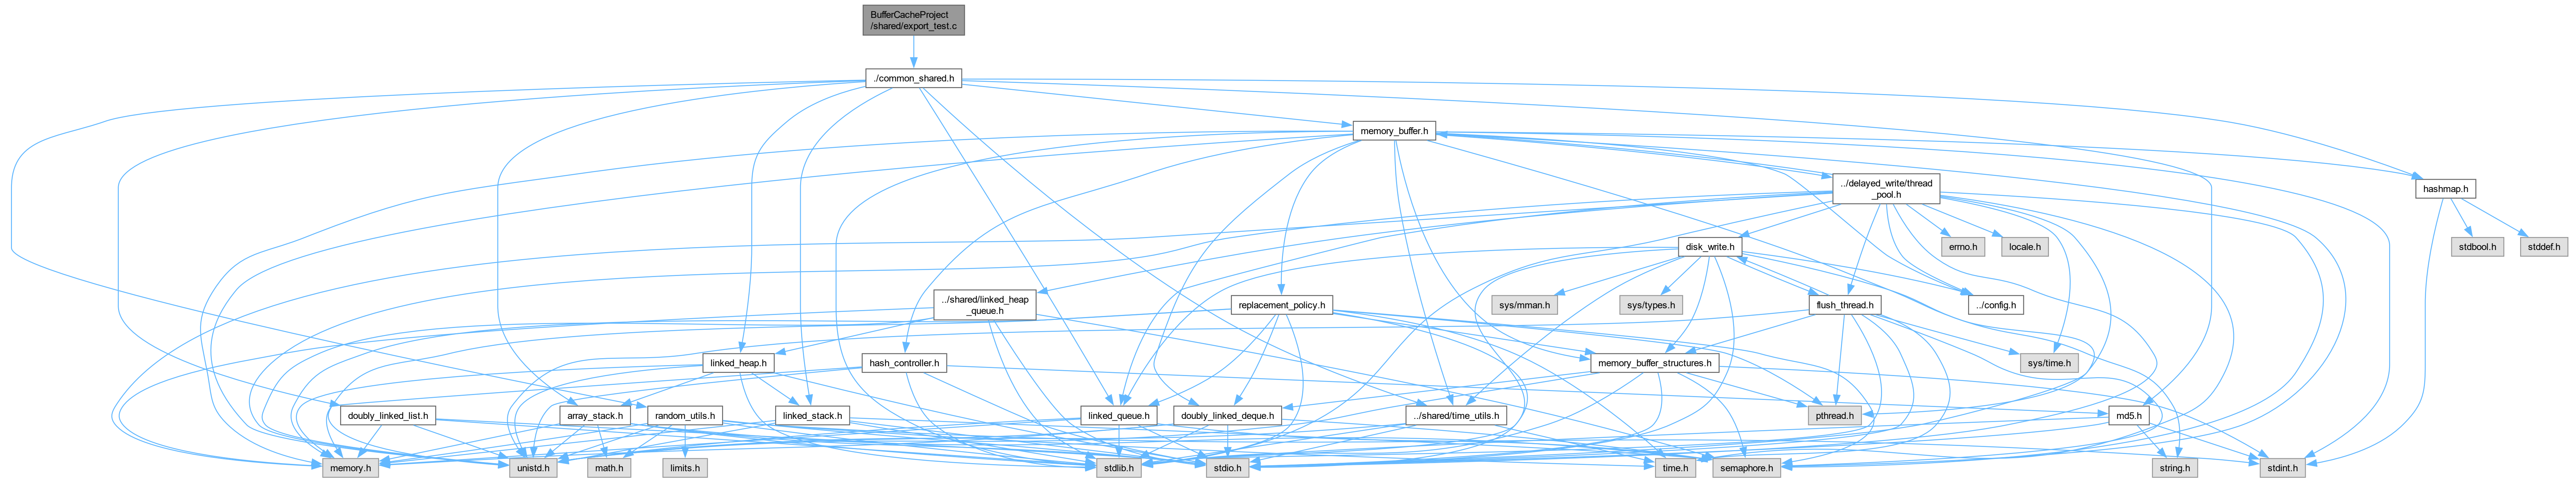 BufferCacheProject
/shared/export_test.c
./common_shared.h
memory_buffer.h
../delayed_write/thread
_pool.h
hashmap.h
disk_write.h
errno.h
locale.h
stdbool.h
stddef.h
../shared/linked_heap
_queue.h
replacement_policy.h
sys/mman.h
sys/types.h
flush_thread.h
../config.h
linked_heap.h
hash_controller.h
memory_buffer_structures.h
sys/time.h
doubly_linked_list.h
array_stack.h
random_utils.h
linked_stack.h
linked_queue.h
doubly_linked_deque.h
../shared/time_utils.h
pthread.h
md5.h
memory.h
unistd.h
math.h
limits.h
stdlib.h
stdio.h
time.h
semaphore.h
string.h
stdint.h